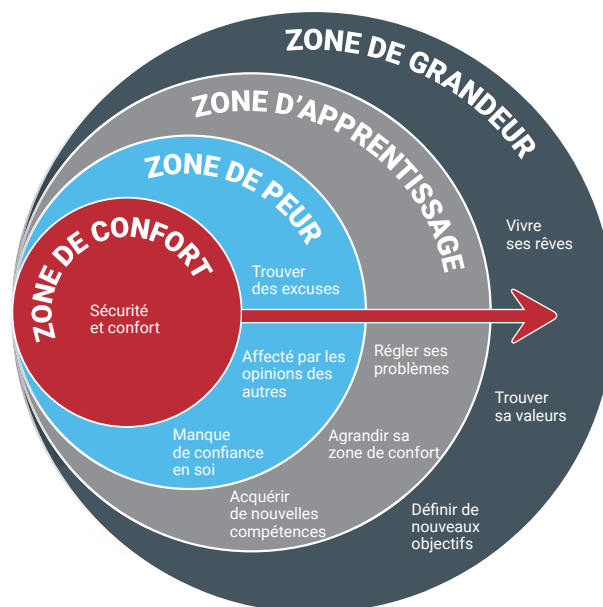 ZONE DE GRANDEUR
ZONE D’APPRENTISSAGE
ZONE DE PEUR
ZONE DE CONFORT
Vivre
ses rêves
Trouver
des excuses
Sécurité
et confort
Affecté par les
opinions des
autres
Régler ses
problèmes
Trouver
sa valeurs
Manque
de confiance
en soi
Agrandir sa
zone de confort
Acquérir
de nouvelles
compétences
Définir de
nouveaux
objectifs